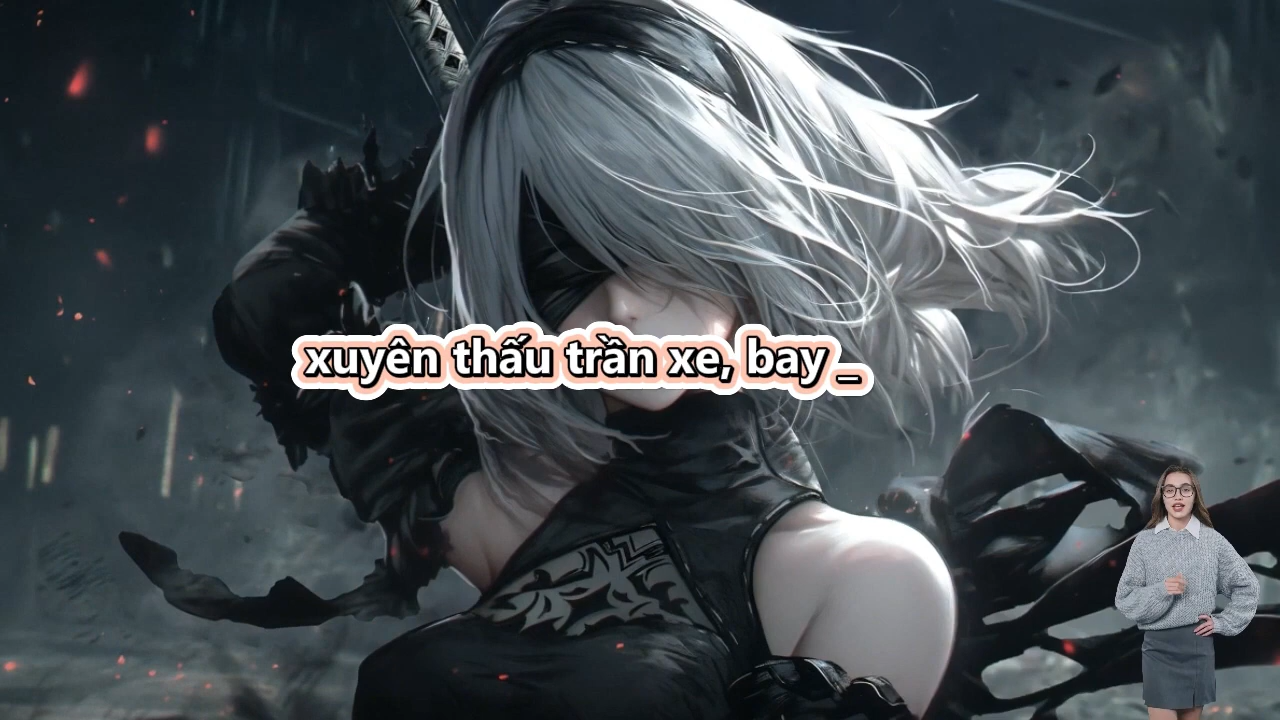 xuyên thấu trần xe, bay _